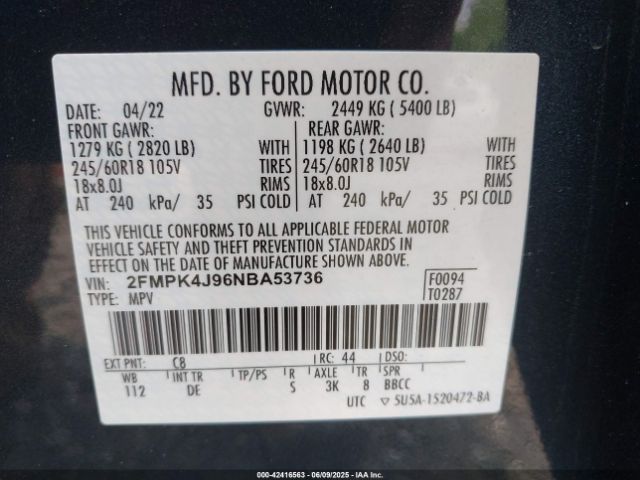 MFD. BY FORD MOTOR CO.
DATE: 04/22 GVWR: 2449 KG ( 5400 LB)
FRONT GAWR: REAR GAWR:
1279 KG ( 2820 LB) WITH 1198 KG ( 2640 LB) WITH
245/60R18 105V TIRES 245/60R18 105V TIRES
18x8.0J RIMS 18x8.0J RIMS
AT 240 kPa/ 35 PSI COLD AT 240 kPa/ 35 PSI COLD
THIS VEHICLE CONFORMS TO ALL APPLICABLE FEDERAL MOTOR
VEHICLE SAFETY AND THEFT PREVENTION STANDARDS IN
EFFECT ON THE DATE OF MANUFACTURE SHOWN ABOVE.
VIN: 2FMPK4J96NBA53736 F0094
TYPE: MPV T0287
EXT PNT: C8 RC: 44 DSO:
WB INT TR TP/PS R AXLE TR SPR
112 DE S 3K 8 BBCC
UTC ▽ 5U5A-1520472-BA
000-42416563 - 06/09/2025 - IAA Inc.